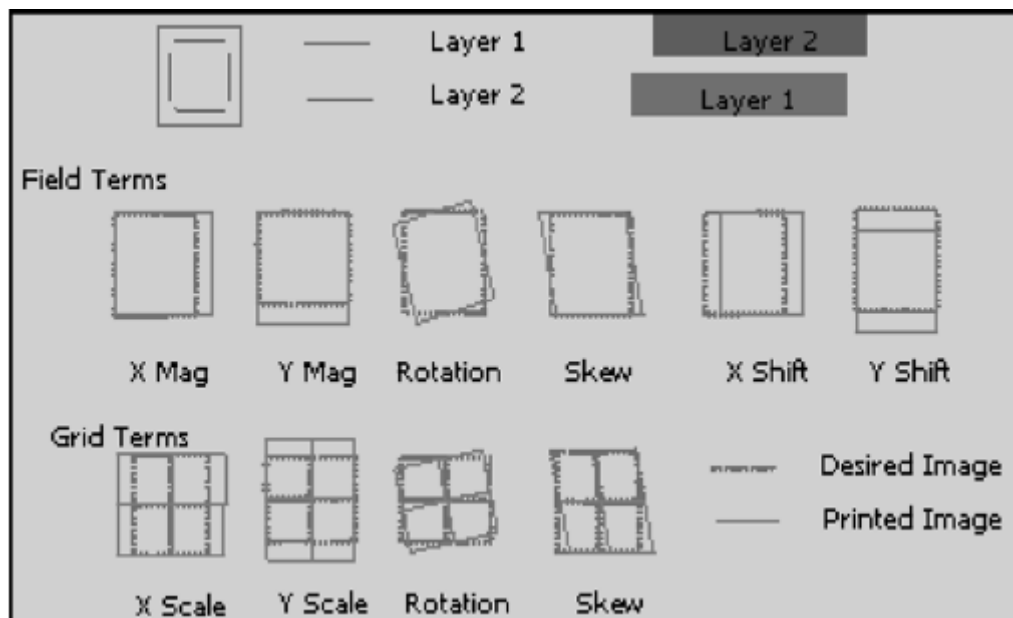 Layer 1 Layer 2
Layer 2 Layer 1
Field Terms
X Mag Y Mag Rotation Skew X Shift Y Shift
Grid Terms
Desired Image
Printed Image
X Scale Y Scale Rotation Skew